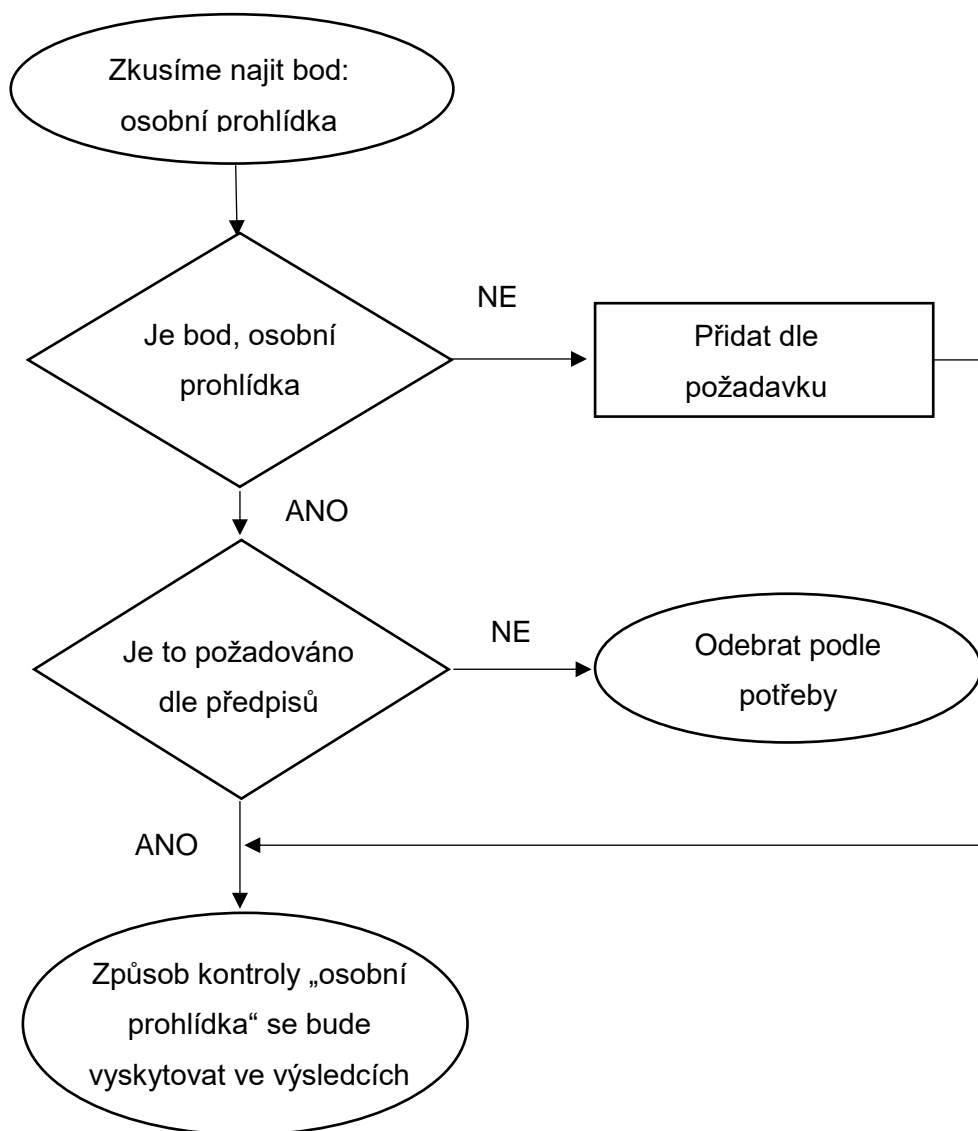 Zkusíme najit bod:
osobní prohlídka
Je bod, osobní
prohlídka
NE
Přidat dle
požadavku
ANO
Je to požadováno
dle předpisů
NE
Odebrat podle
potřeby
ANO
Způsob kontroly „osobní
prohlídka“ se bude
vyskytovat ve výsledcích